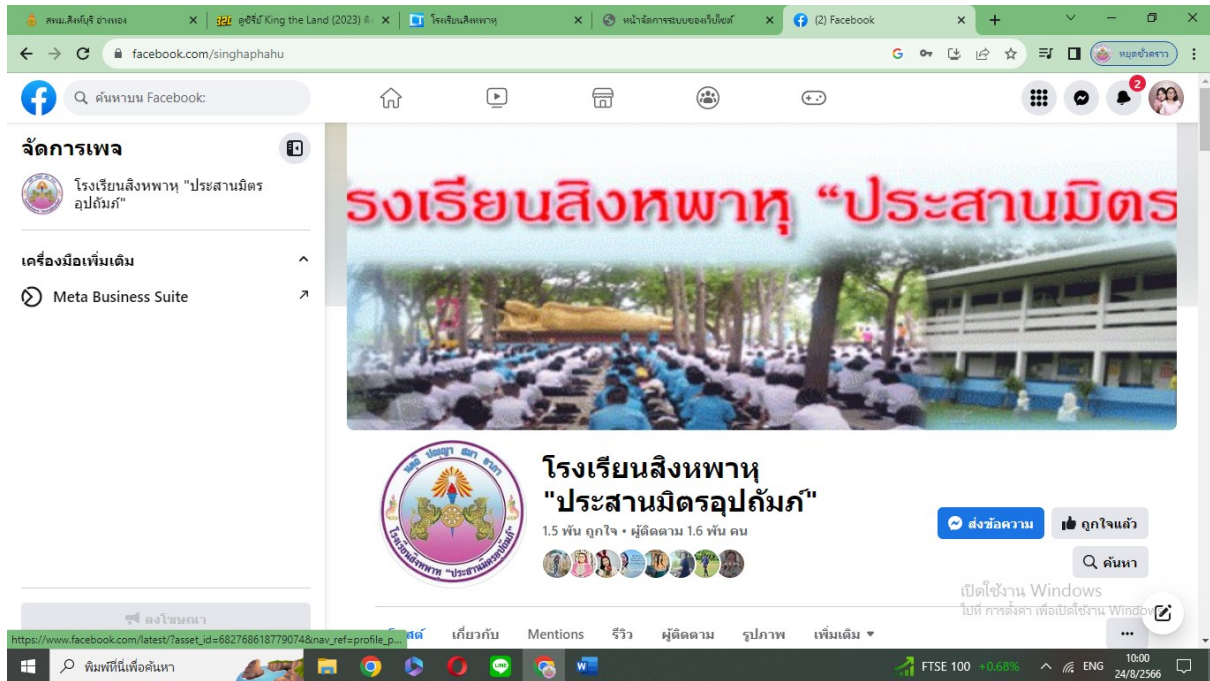 สพม.สิงห์บุรี อ่างทอง
ดูซีรี่ย์ King the Land (2023)
โรงเรียนสิงหพาหุ
หน้าจัดการระบบของเว็บไซต์
(2) Facebook
facebook.com/singhaphahu
หยุดชั่วคราว
ค้นหาบน Facebook:
2
จัดการเพจ
โรงเรียนสิงหพาหุ "ประสานมิตร
อุปถัมภ์"
เครื่องมือเพิ่มเติม
Meta Business Suite
รงเรียนสิงหพาหุ “ประสานมิตร
โรงเรียนสิงหพาหุ
"ประสานมิตรอุปถัมภ์"
1.5 พัน ถูกใจ • ผู้ติดตาม 1.6 พัน คน
ส่งข้อความ
ถูกใจแล้ว
ค้นหา
เปิดใช้งาน Windows
ไปที่ การตั้งค่า เพื่อเปิดใช้งาน Window
ลงโฆษณา
https://www.facebook.com/latest/?asset_id=682768618779074&nav_ref=profile_p...
สต์ เกี่ยวกับ Mentions รีวิว ผู้ติดตาม รูปภาพ เพิ่มเติม
พิมพ์ที่นี่เพื่อค้นหา
FTSE 100 +0.68%
ENG
10:00
24/8/2566